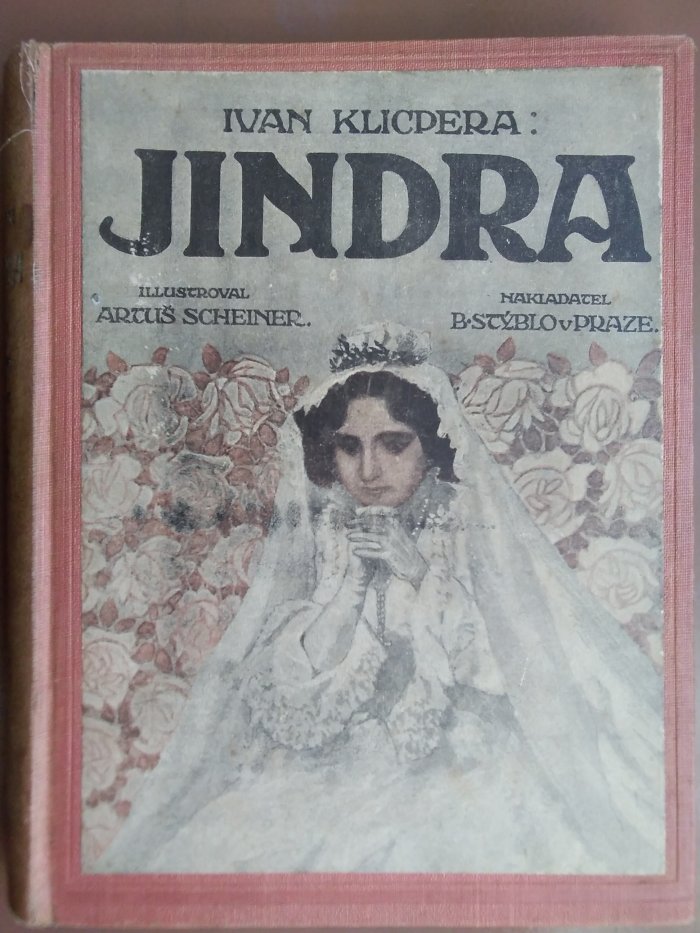 IVAN KLICPERA:
JINDRA
ILLUSTROVAL
ARTUŠ SCHEINER.
NAKLADATEL
B. STÝBLO V PRAZE.